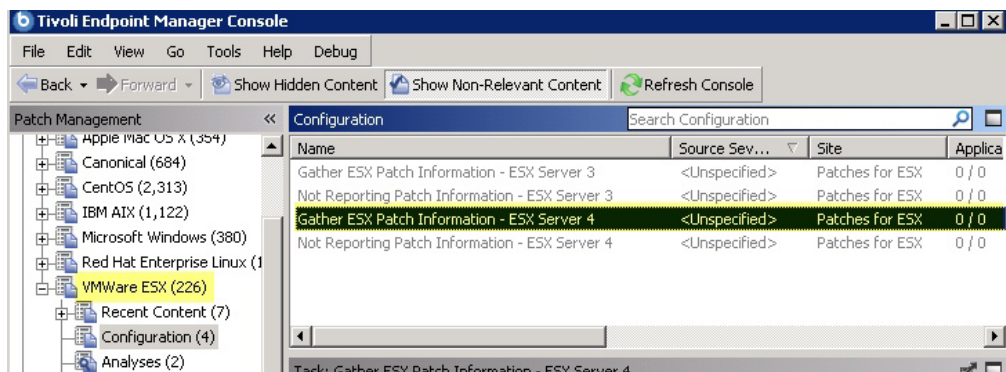 Tivoli Endpoint Manager Console
File Edit View Go Tools Help Debug
Back Forward Show Hidden Content Show Non-Relevant Content Refresh Console
Patch Management « Configuration Search Configuration
Apple Mac OS X (354)
Canonical (684)
CentOS (2,313)
IBM AIX (1,122)
Microsoft Windows (380)
Red Hat Enterprise Linux (1
VMWare ESX (226)
Recent Content (7)
Configuration (4)
Analyses (2)
Name Source Sev... Site Applica
Gather ESX Patch Information - ESX Server 3 <Unspecified> Patches for ESX 0 / 0
Not Reporting Patch Information - ESX Server 3 <Unspecified> Patches for ESX 0 / 0
Gather ESX Patch Information - ESX Server 4 <Unspecified> Patches for ESX 0 / 0
Not Reporting Patch Information - ESX Server 4 <Unspecified> Patches for ESX 0 / 0
Task: Gather ESX Patch Information - ESX Server 4